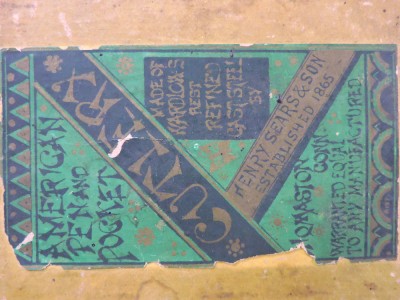 AMERICAN
PEN AND
POCKET
CUTLERY
MADE OF
WARDLOW'S
BEST
REFINED
CAST STEEL
BY
HENRY SEARS & SON
ESTABLISHED 1865
THOMASTON CONN.
WARRANTED EQUAL
TO ANY MANUFACTURED